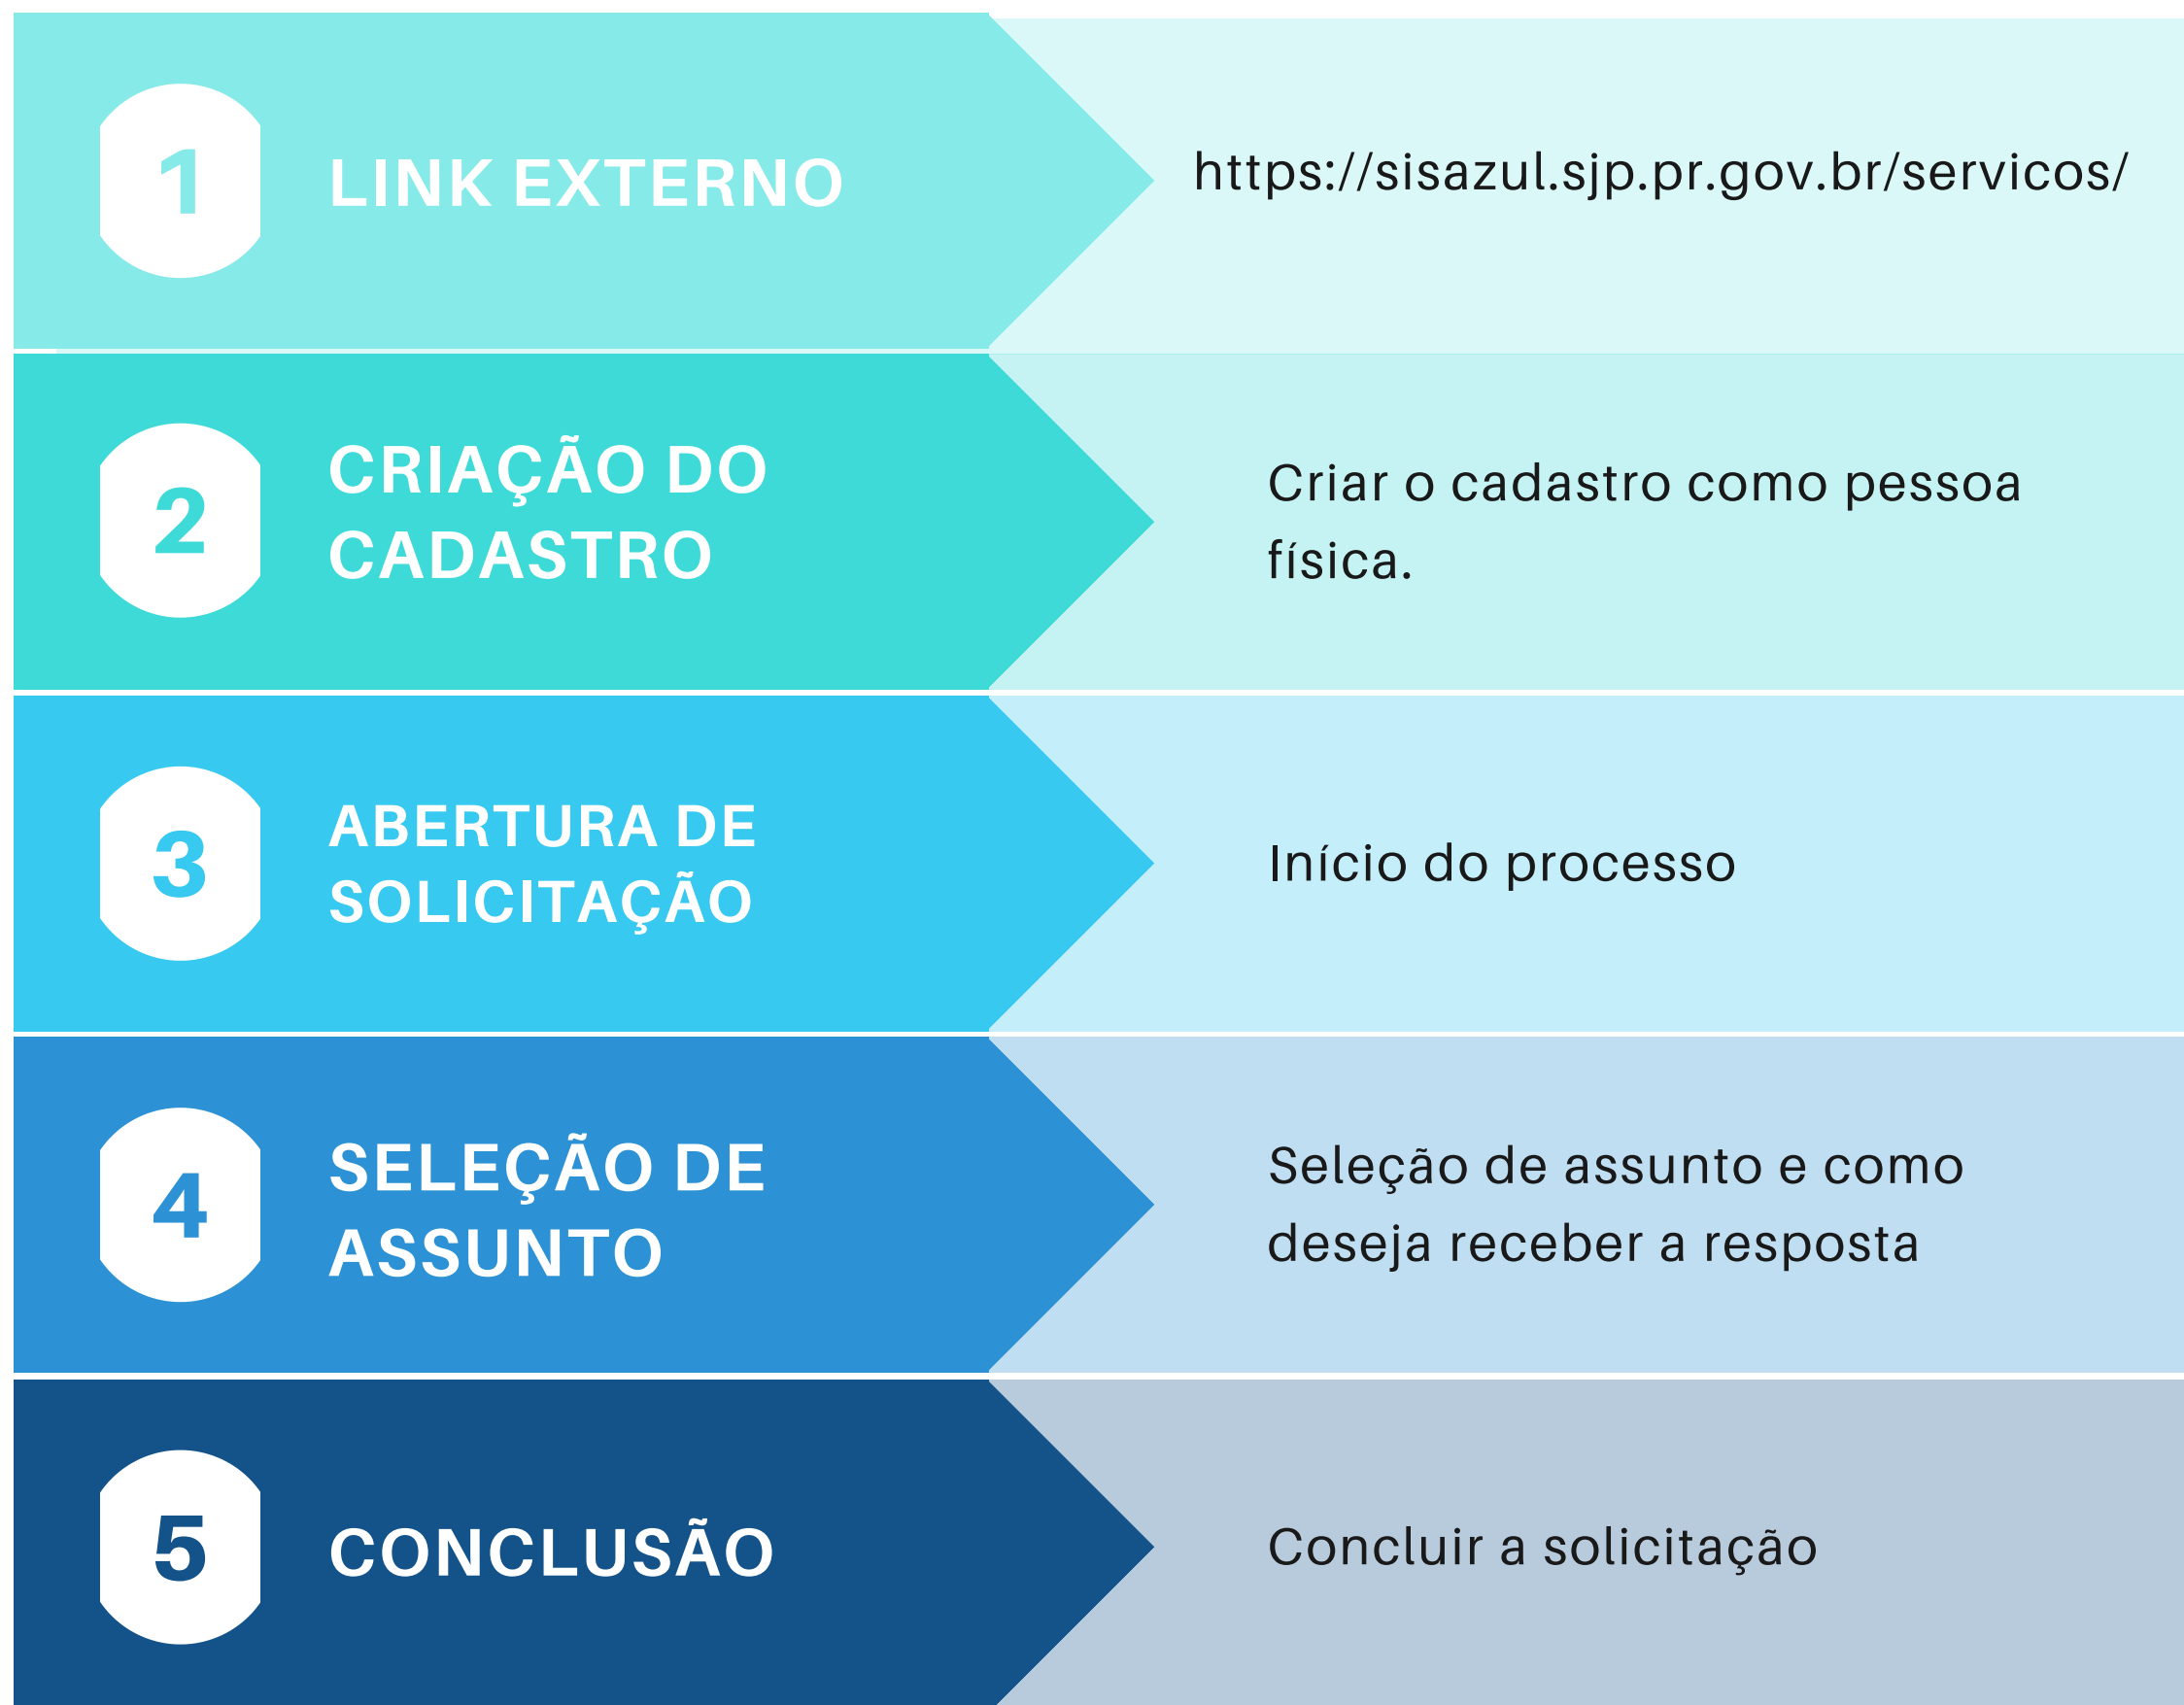 1
LINK EXTERNO
https://sisazul.sjp.pr.gov.br/servicos/
2
CRIAÇÃO DO
CADASTRO
Criar o cadastro como pessoa
física.
3
ABERTURA DE
SOLICITAÇÃO
Início do processo
4
SELEÇÃO DE
ASSUNTO
Seleção de assunto e como
deseja receber a resposta
5
CONCLUSÃO
Concluir a solicitação